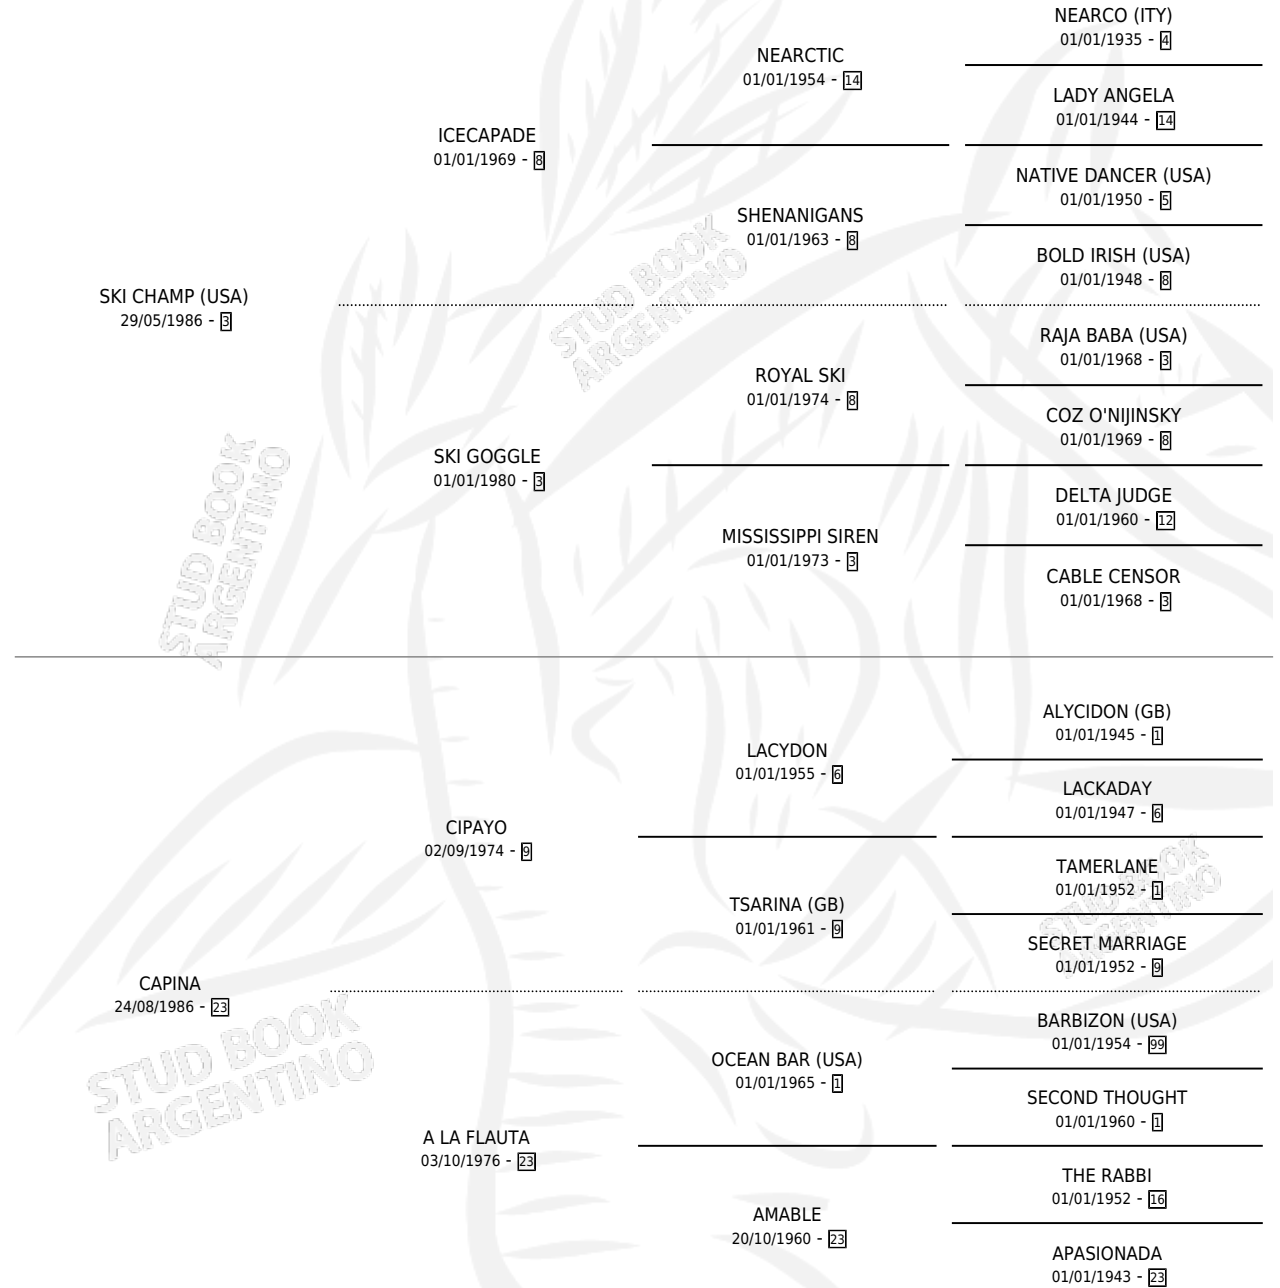 NEARCO (ITY)
01/01/1935 - 4
NEARCTIC
01/01/1954 - 14
LADY ANGELA
01/01/1944 - 14
ICECAPADE
01/01/1969 - 8
NATIVE DANCER (USA)
01/01/1950 - 5
SHENANIGANS
01/01/1963 - 8
BOLD IRISH (USA)
01/01/1948 - 8
SKI CHAMP (USA)
29/05/1986 - 3
STUD BOOK
ARGENTINO
RAJA BABA (USA)
01/01/1968 - 3
ROYAL SKI
01/01/1974 - 8
COZ O'NIJINSKY
01/01/1969 - 8
SKI GOGGLE
01/01/1980 - 3
DELTA JUDGE
01/01/1960 - 12
MISSISSIPPI SIREN
01/01/1973 - 3
CABLE CENSOR
01/01/1968 - 3
STUD BOOK
ARGENTINO
ALYCIDON (GB)
01/01/1945 - 1
LACYDON
01/01/1955 - 6
LACKADAY
01/01/1947 - 6
CIPAYO
02/09/1974 - 9
TAMERLANE
01/01/1952 - 1
TSARINA (GB)
01/01/1961 - 9
SECRET MARRIAGE
01/01/1952 - 9
STUD BOOK
ARGENTINO
CAPINA
24/08/1986 - 23
BARBIZON (USA)
01/01/1954 - 99
OCEAN BAR (USA)
01/01/1965 - 1
SECOND THOUGHT
01/01/1960 - 1
STUD BOOK
ARGENTINO
A LA FLAUTA
03/10/1976 - 23
THE RABBI
01/01/1952 - 16
AMABLE
20/10/1960 - 23
APASIONADA
01/01/1943 - 23